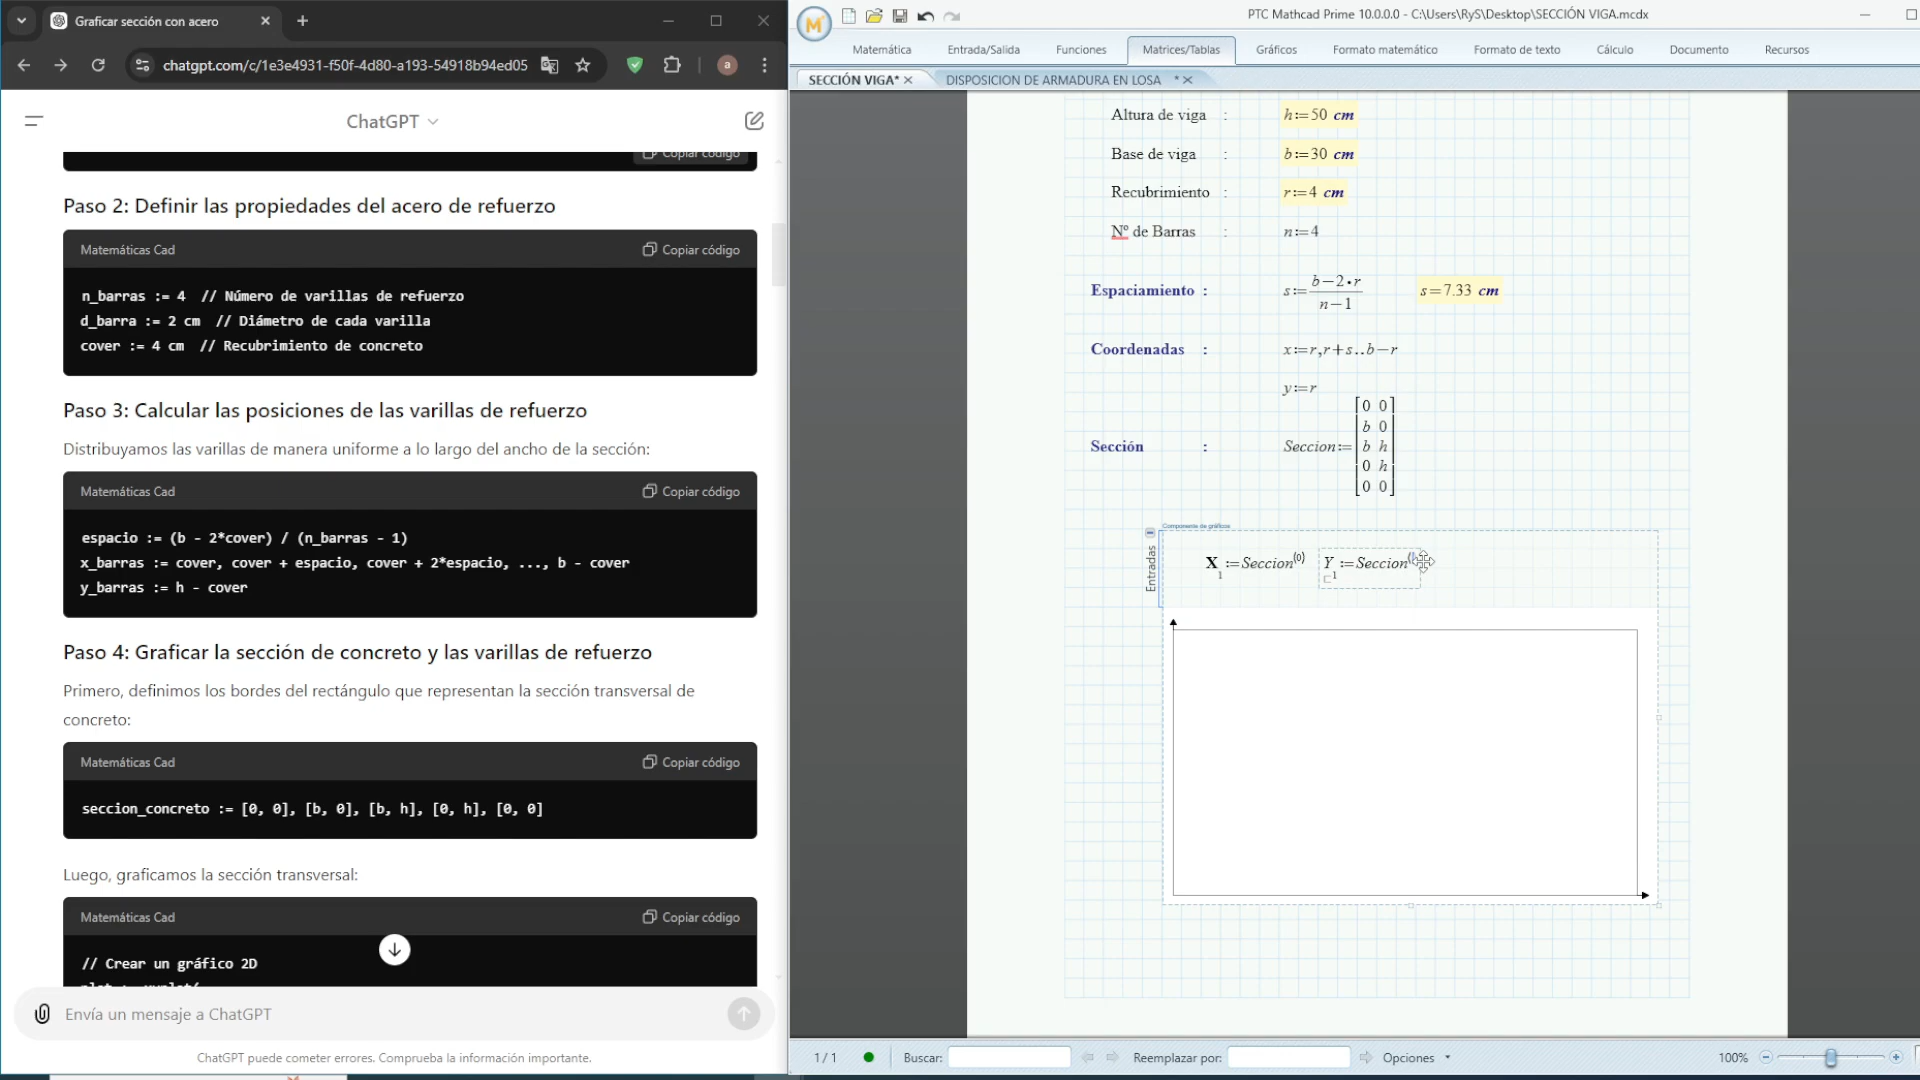 Graficar sección con acero
chatgpt.com/c/1e3e4931-f50f-4d80-a193-54918b94ed05
a
ChatGPT
Copiar código
Paso 2: Definir las propiedades del acero de refuerzo
Matemáticas Cad
Copiar código
n_barras := 4 // Número de varillas de refuerzo
d_barra := 2 cm // Diámetro de cada varilla
cover := 4 cm // Recubrimiento de concreto
Paso 3: Calcular las posiciones de las varillas de refuerzo
Distribuyamos las varillas de manera uniforme a lo largo del ancho de la sección:
Matemáticas Cad
Copiar código
espacio := (b - 2*cover) / (n_barras - 1)
x_barras := cover, cover + espacio, cover + 2*espacio, ..., b - cover
y_barras := h - cover
Paso 4: Graficar la sección de concreto y las varillas de refuerzo
Primero, definimos los bordes del rectángulo que representan la sección transversal de
concreto:
Matemáticas Cad
Copiar código
seccion_concreto := [0, 0], [b, 0], [b, h], [0, h], [0, 0]
Luego, graficamos la sección transversal:
Matemáticas Cad
Copiar código
// Crear un gráfico 2D
Envía un mensaje a ChatGPT
ChatGPT puede cometer errores. Comprueba la información importante.
PTC Mathcad Prime 10.0.0.0 - C:\Users\RyS\Desktop\SECCIÓN VIGA.mcdx
Matemática Entrada/Salida Funciones Matrices/Tablas Gráficos Formato matemático Formato de texto Cálculo Documento Recursos
SECCIÓN VIGA* DISPOSICION DE ARMADURA EN LOSA *
Altura de viga : h:=50 cm
Base de viga : b:=30 cm
Recubrimiento : r:=4 cm
Nº de Barras : n:=4
Espaciamiento : s:=(b−2•r)/(n−1) s=7.33 cm
Coordenadas : x:=r,r+s..b−r
y:=r
Sección : Seccion:=
[0 0]
[b 0]
[b h]
[0 h]
[0 0]
Componente de gráficos
Entradas
X1:=Seccion⟨0⟩ Y1:=Seccion
1 / 1 Buscar: Reemplazar por: Opciones 100%